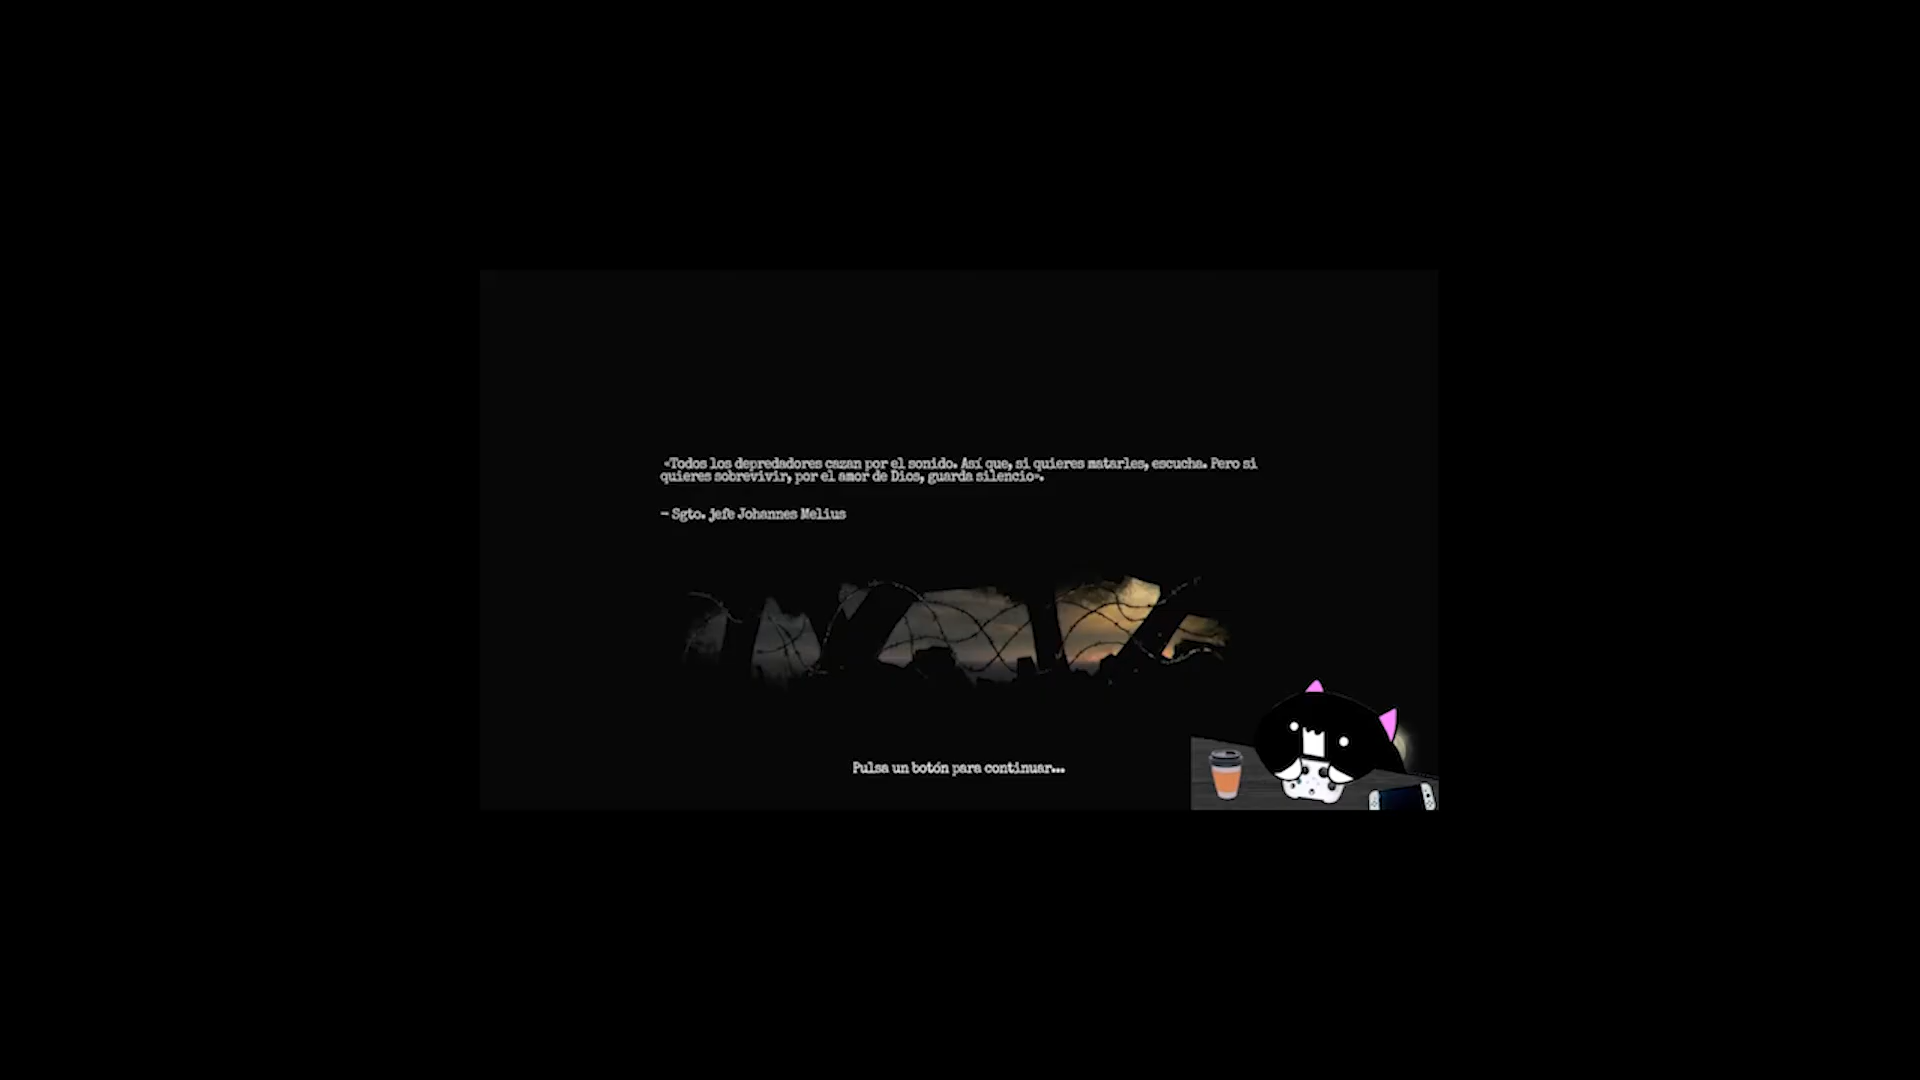 «Todos los depredadores cazan por el sonido. Así que, si quieres matarles, escucha. Pero si
quieres sobrevivir, por el amor de Dios, guarda silencio».
- Sgto. jefe Johannes Melius
Pulsa un botón para continuar...